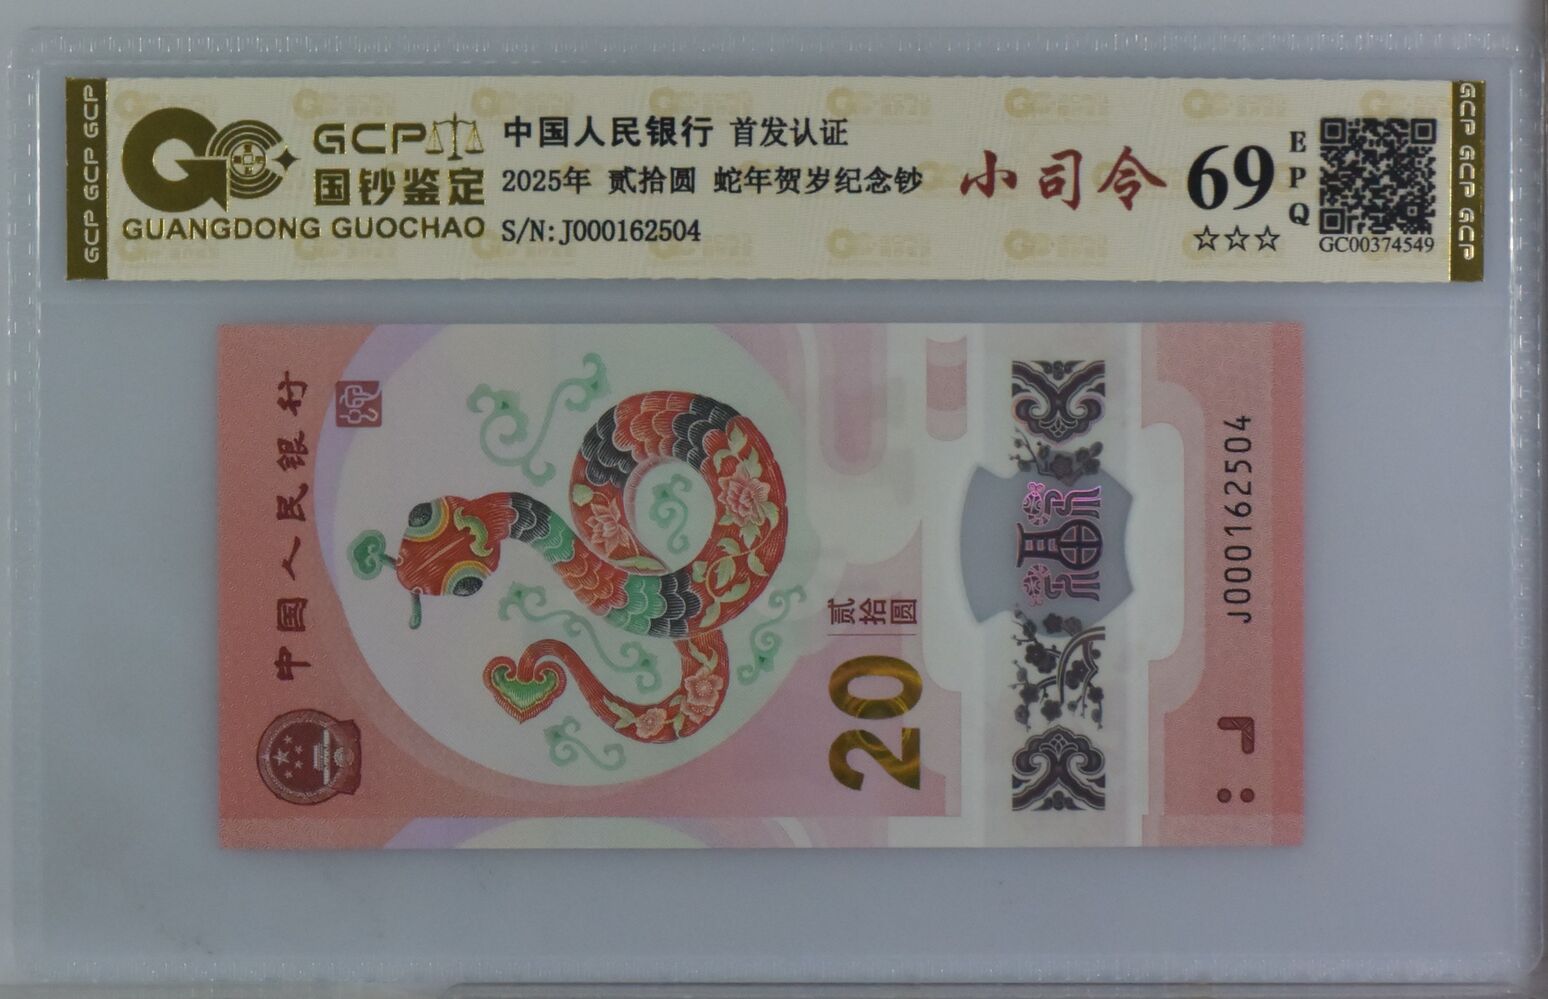 GCP GCP GCP
GCP
国钞鉴定
GUANGDONG GUOCHAO
中国人民银行 首发认证
2025年 贰拾圆 蛇年贺岁纪念钞
S/N:J000162504
小司令
69
EPQ
☆☆☆
GC00374549
GCP GCP GCP
中国人民银行
贰拾圆
20
J000162504